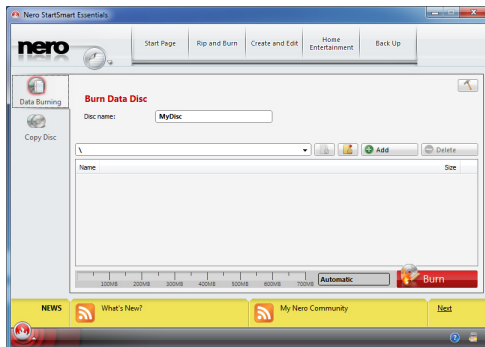 Nero StartSmart Essentials
nero
Start Page
Rip and Burn
Create and Edit
Home
Entertainment
Back Up
Data Burning
Copy Disc
Burn Data Disc
Disc name:
MyDisc
\
Add
Delete
Name
Size
100MB 200MB 300MB 400MB 500MB 600MB 700MB
Automatic
Burn
NEWS
What's New?
My Nero Community
Next